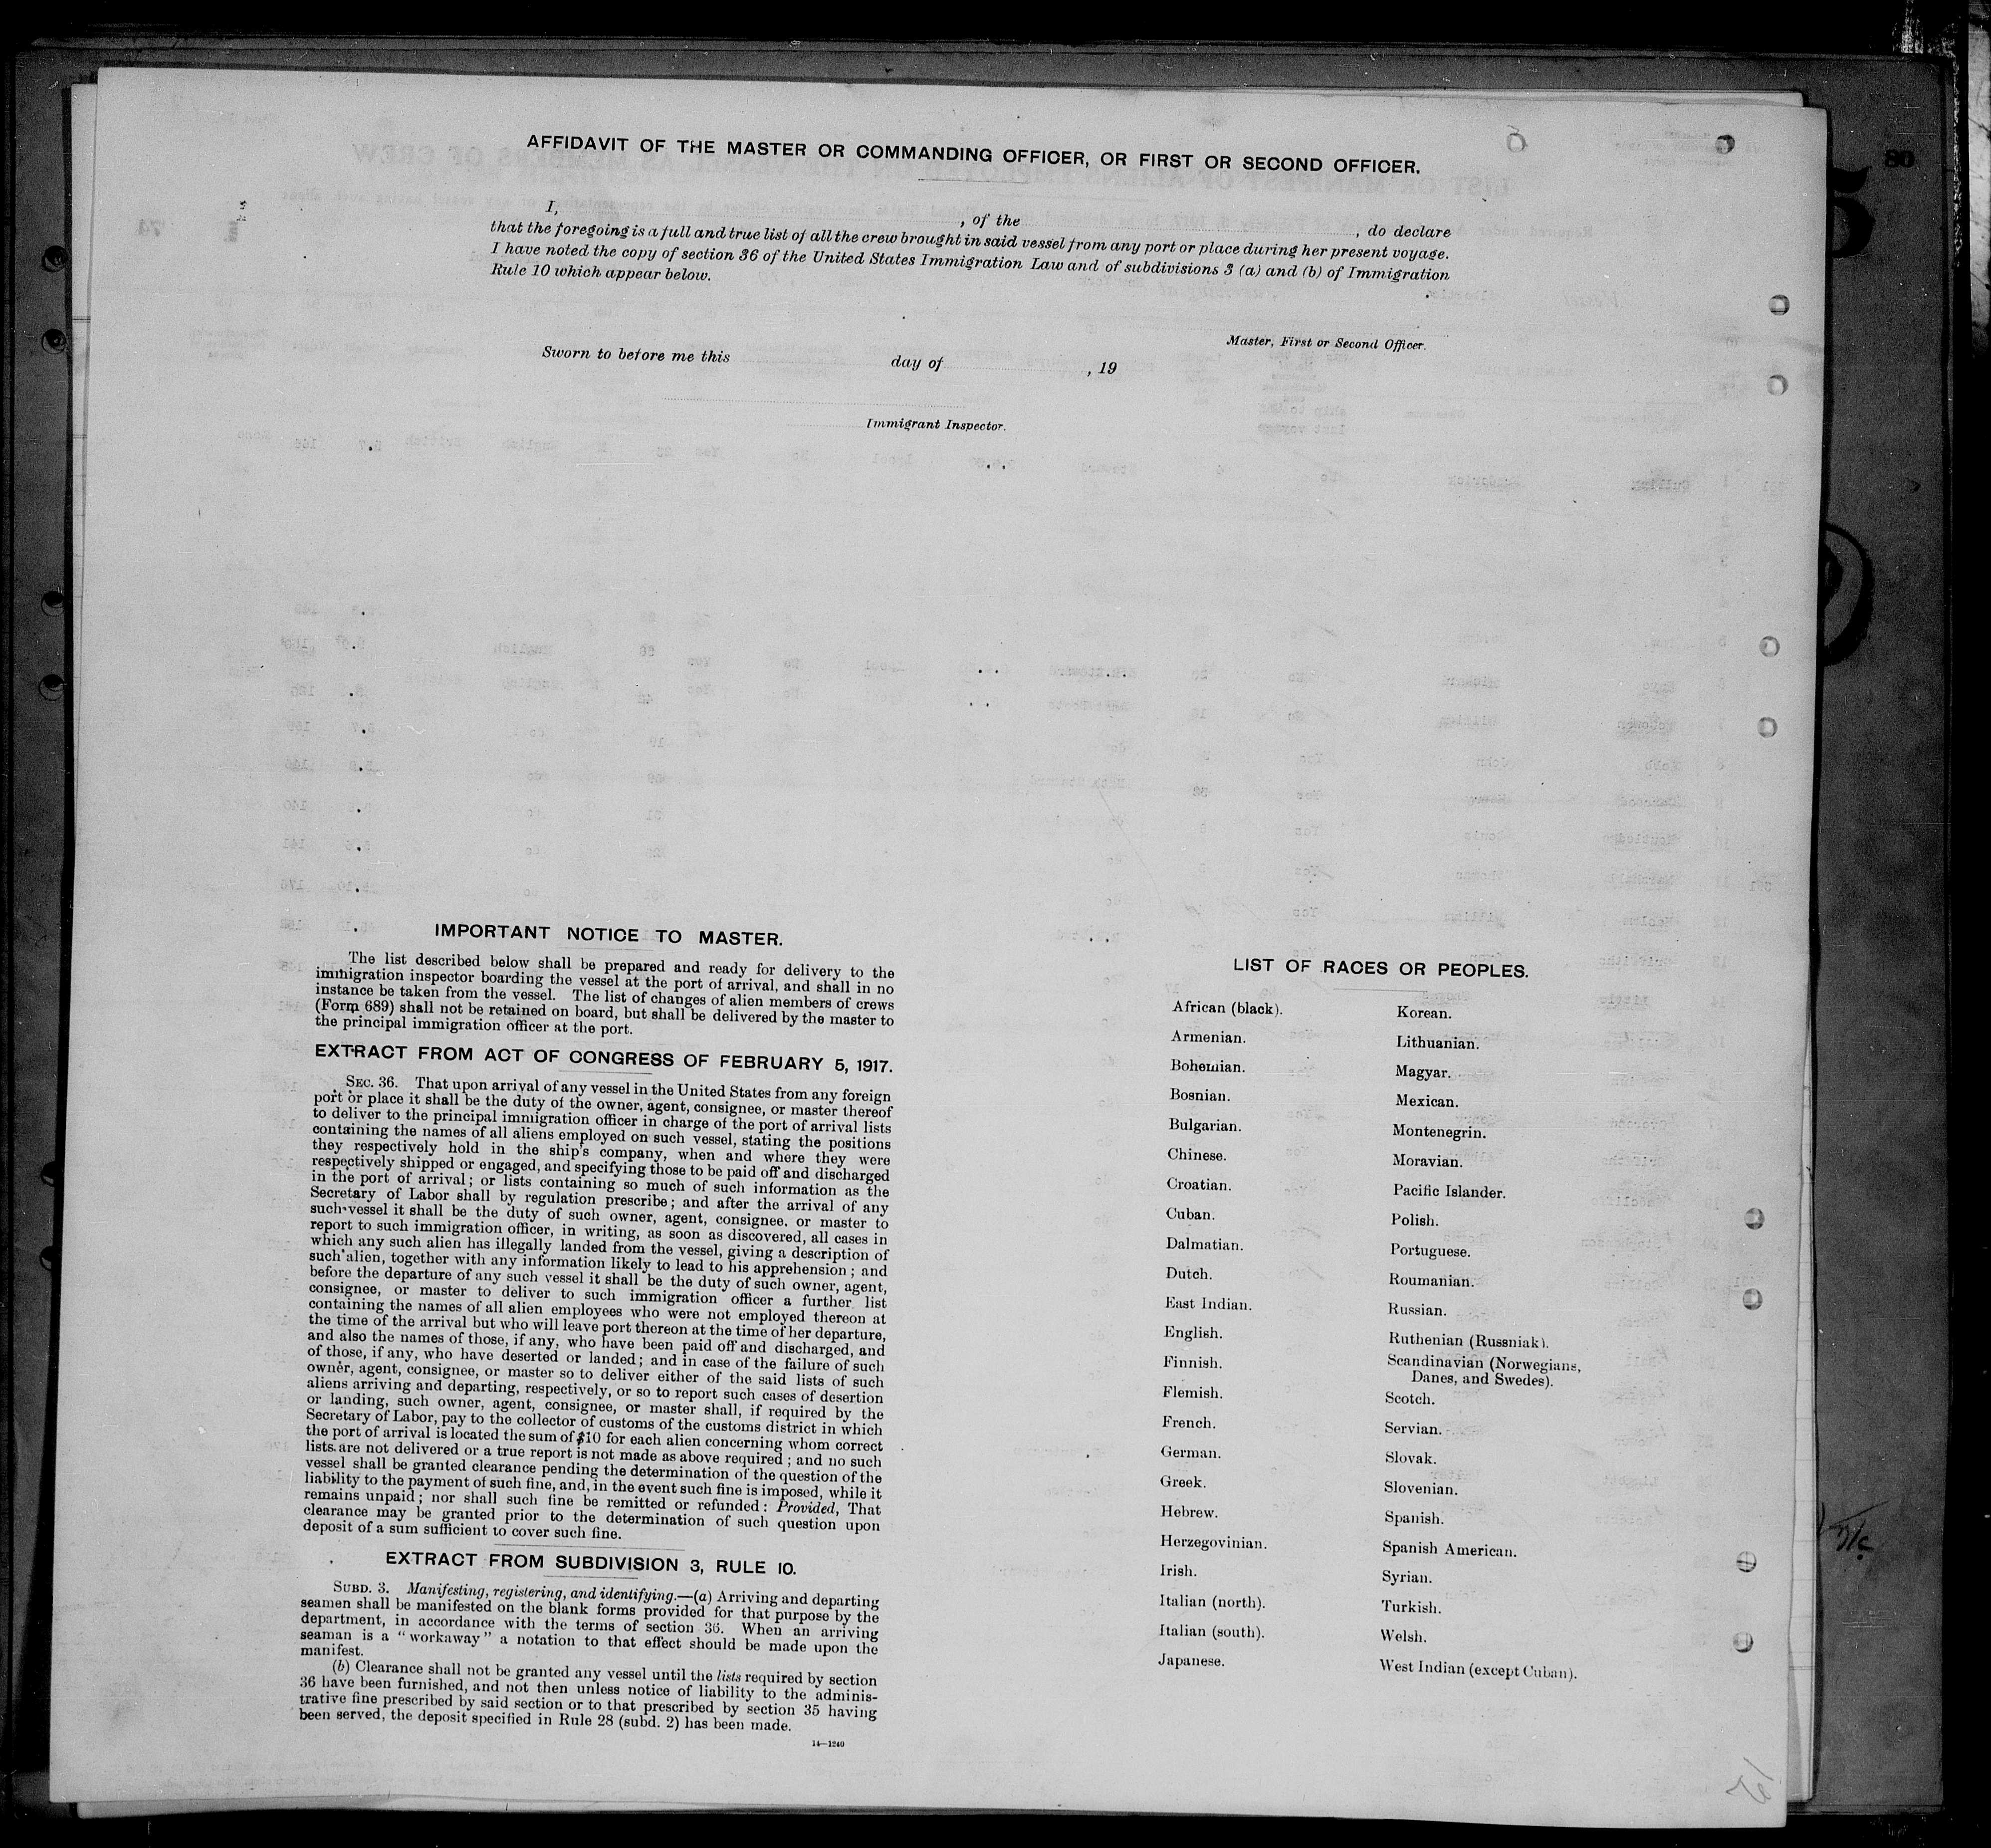 AFFIDAVIT OF THE MASTER OR COMMANDING OFFICER, OR FIRST OR SECOND OFFICER.
I, , of the , do declare
that the foregoing is a full and true list of all the crew brought in said vessel from any port or place during her present voyage.
I have noted the copy of section 36 of the United States Immigration Law and of subdivisions 3 (a) and (b) of Immigration
Rule 10 which appear below.
Master, First or Second Officer.
Sworn to before me this day of , 19
Immigrant Inspector.
IMPORTANT NOTICE TO MASTER.
The list described below shall be prepared and ready for delivery to the
immigration inspector boarding the vessel at the port of arrival, and shall in no
instance be taken from the vessel. The list of changes of alien members of crews
(Form 689) shall not be retained on board, but shall be delivered by the master to
the principal immigration officer at the port.
EXTRACT FROM ACT OF CONGRESS OF FEBRUARY 5, 1917.
SEC. 36. That upon arrival of any vessel in the United States from any foreign
port or place it shall be the duty of the owner, agent, consignee, or master thereof
to deliver to the principal immigration officer in charge of the port of arrival lists
containing the names of all aliens employed on such vessel, stating the positions
they respectively hold in the ship's company, when and where they were
respectively shipped or engaged, and specifying those to be paid off and discharged
in the port of arrival; or lists containing so much of such information as the
Secretary of Labor shall by regulation prescribe; and after the arrival of any
such vessel it shall be the duty of such owner, agent, consignee, or master to
report to such immigration officer, in writing, as soon as discovered, all cases in
which any such alien has illegally landed from the vessel, giving a description of
such alien, together with any information likely to lead to his apprehension; and
before the departure of any such vessel it shall be the duty of such owner, agent,
consignee, or master to deliver to such immigration officer a further list
containing the names of all alien employees who were not employed thereon at
the time of the arrival but who will leave port thereon at the time of her departure,
and also the names of those, if any, who have been paid off and discharged, and
of those, if any, who have deserted or landed; and in case of the failure of such
owner, agent, consignee, or master so to deliver either of the said lists of such
aliens arriving and departing, respectively, or so to report such cases of desertion
or landing, such owner, agent, consignee, or master shall, if required by the
Secretary of Labor, pay to the collector of customs of the customs district in which
the port of arrival is located the sum of $10 for each alien concerning whom correct
lists are not delivered or a true report is not made as above required; and no such
vessel shall be granted clearance pending the determination of the question of the
liability to the payment of such fine, and, in the event such fine is imposed, while it
remains unpaid; nor shall such fine be remitted or refunded: Provided, That
clearance may be granted prior to the determination of such question upon
deposit of a sum sufficient to cover such fine.
EXTRACT FROM SUBDIVISION 3, RULE 10.
SUBD. 3. Manifesting, registering, and identifying.—(a) Arriving and departing
seamen shall be manifested on the blank forms provided for that purpose by the
department, in accordance with the terms of section 36. When an arriving
seaman is a "workaway" a notation to that effect should be made upon the
manifest.
(b) Clearance shall not be granted any vessel until the lists required by section
36 have been furnished, and not then unless notice of liability to the adminis-
trative fine prescribed by said section or to that prescribed by section 35 having
been served, the deposit specified in Rule 28 (subd. 2) has been made.
14—1240
LIST OF RACES OR PEOPLES.
African (black).
Armenian.
Bohemian.
Bosnian.
Bulgarian.
Chinese.
Croatian.
Cuban.
Dalmatian.
Dutch.
East Indian.
English.
Finnish.
Flemish.
French.
German.
Greek.
Hebrew.
Herzegovinian.
Irish.
Italian (north).
Italian (south).
Japanese.
Korean.
Lithuanian.
Magyar.
Mexican.
Montenegrin.
Moravian.
Pacific Islander.
Polish.
Portuguese.
Roumanian.
Russian.
Ruthenian (Russniak).
Scandinavian (Norwegians,
Danes, and Swedes).
Scotch.
Servian.
Slovak.
Slovenian.
Spanish.
Spanish American.
Syrian.
Turkish.
Welsh.
West Indian (except Cuban).
80